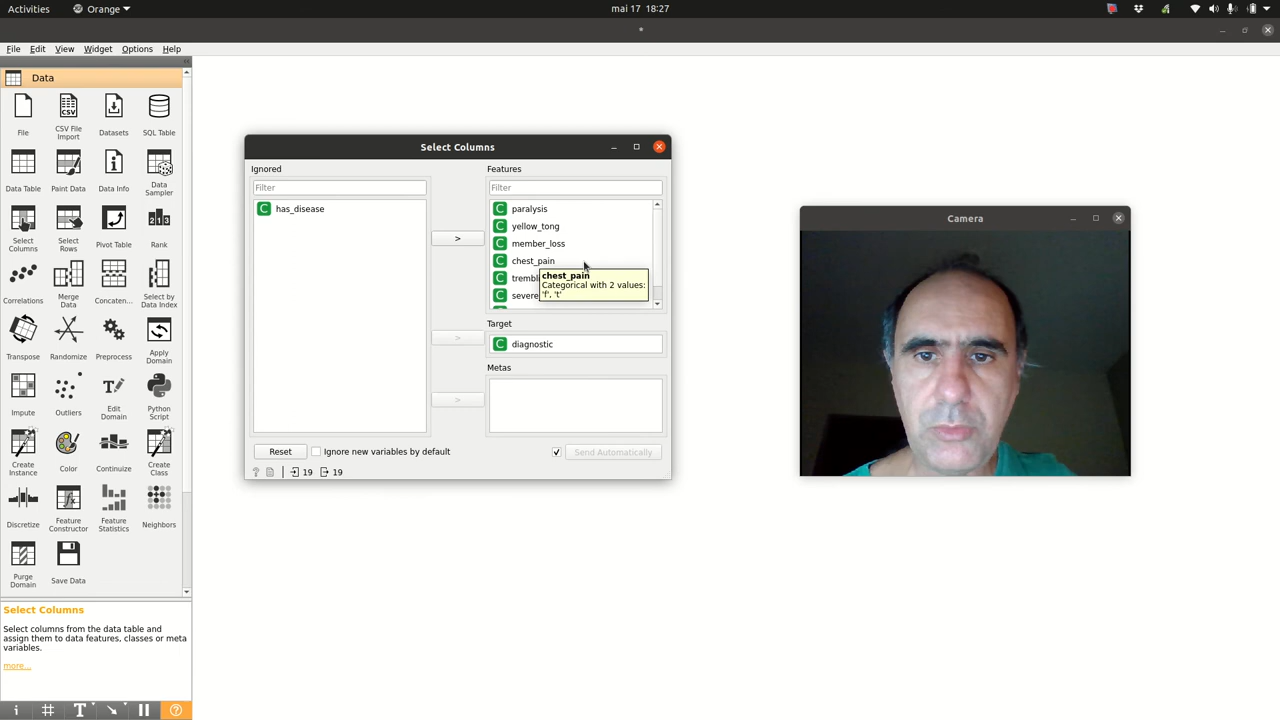 Activities
Orange
mai 17 18:27
File Edit View Widget Options Help
Data
File
CSV File Import
Datasets
SQL Table
Data Table
Paint Data
Data Info
Data Sampler
Select Columns
Select Rows
Pivot Table
Rank
Correlations
Merge Data
Concaten...
Select by Data Index
Transpose
Randomize
Preprocess
Apply Domain
Impute
Outliers
Edit Domain
Python Script
Create Instance
Color
Continuize
Create Class
Discretize
Feature Constructor
Feature Statistics
Neighbors
Purge Domain
Save Data
Select Columns
Select columns from the data table and
assign them to data features, classes or meta
variables.
more...
Select Columns
Ignored
Filter
C has_disease
>
>
>
Features
Filter
C paralysis
C yellow_tong
C member_loss
C chest_pain
C trembli
C severe
chest_pain
Categorical with 2 values:
'f', 't'
Target
C diagnostic
Metas
Reset
Ignore new variables by default
Send Automatically
? 19 19
Camera